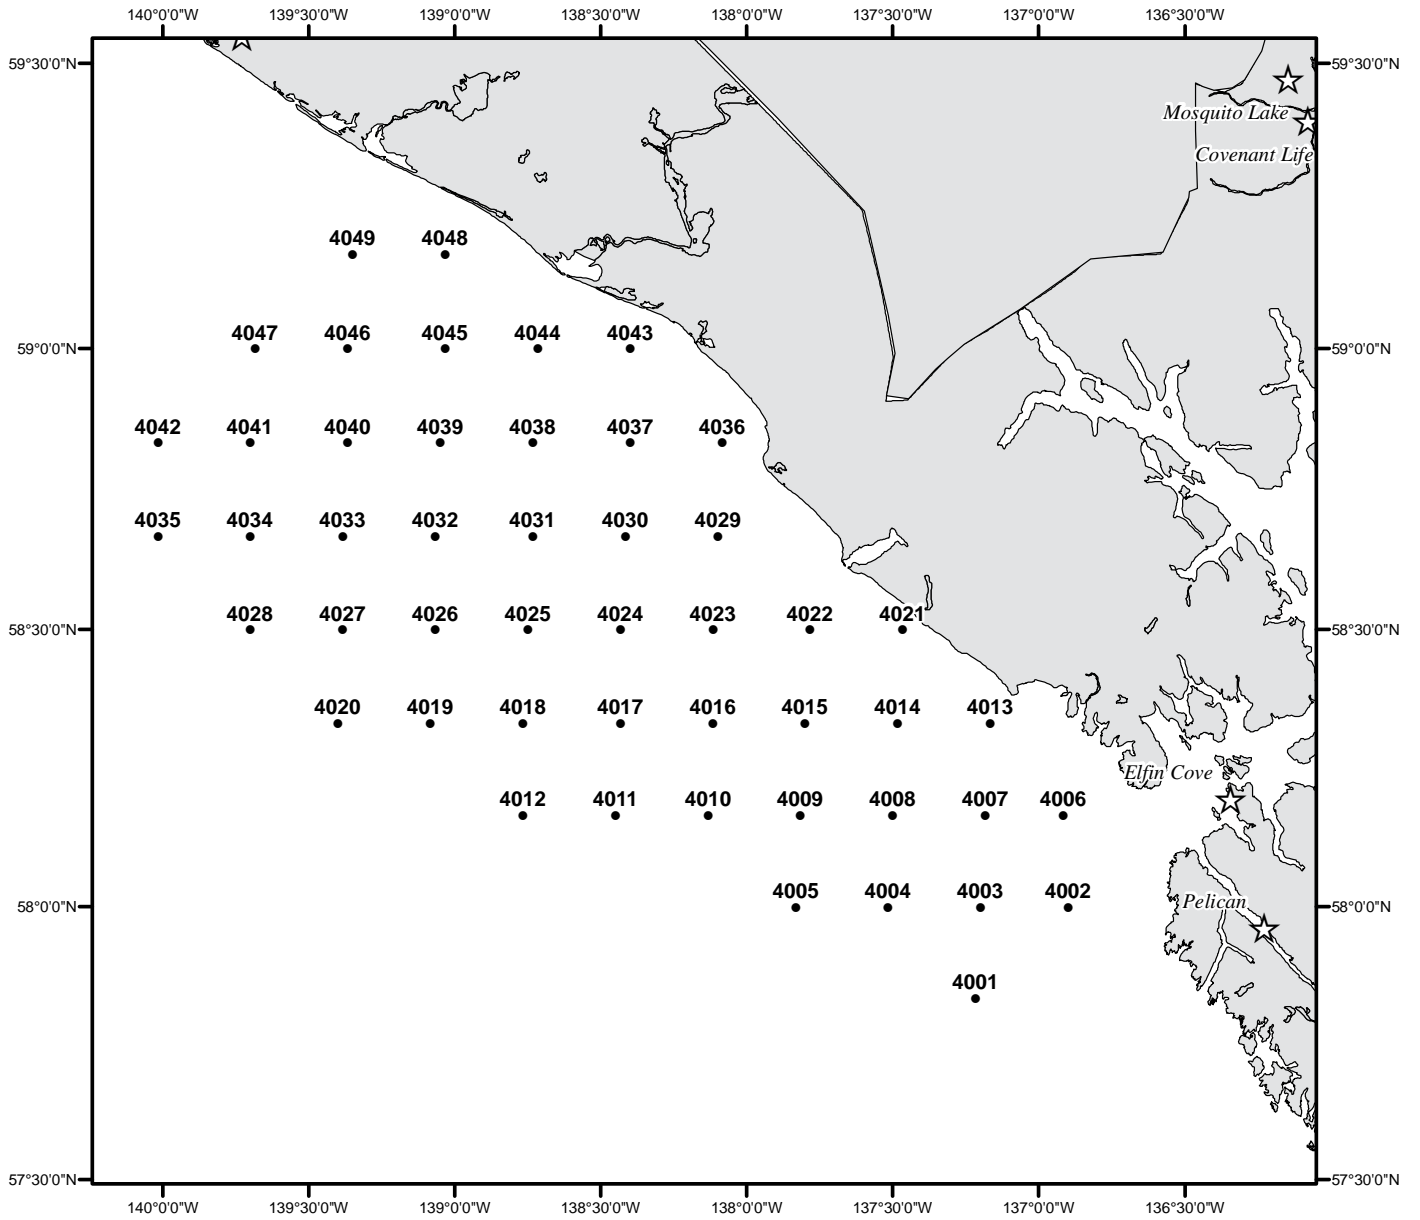 140°0'0"W 139°30'0"W 139°0'0"W 138°30'0"W 138°0'0"W 137°30'0"W 137°0'0"W 136°30'0"W
59°30'0"N 59°30'0"N
Mosquito Lake
Covenant Life
4049 4048
4047 4046 4045 4044 4043
59°0'0"N 59°0'0"N
4042 4041 4040 4039 4038 4037 4036
4035 4034 4033 4032 4031 4030 4029
4028 4027 4026 4025 4024 4023 4022 4021
58°30'0"N 58°30'0"N
4020 4019 4018 4017 4016 4015 4014 4013
Elfin Cove
4012 4011 4010 4009 4008 4007 4006
4005 4004 4003 4002
Pelican
58°0'0"N 58°0'0"N
4001
57°30'0"N 57°30'0"N
140°0'0"W 139°30'0"W 139°0'0"W 138°30'0"W 138°0'0"W 137°30'0"W 137°0'0"W 136°30'0"W